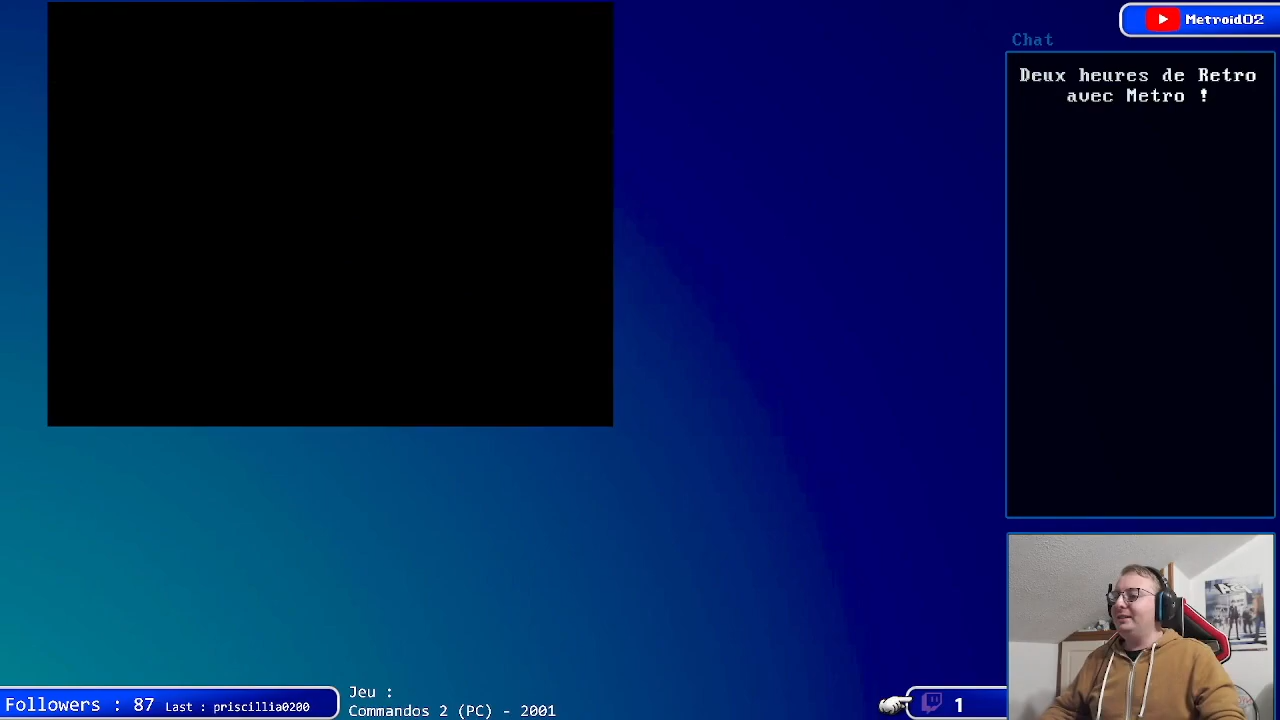 Metroid02
Chat
Deux heures de Retro
avec Metro !
Followers : 87 Last : priscillia0200
Jeu :
Commandos 2 (PC) - 2001
1